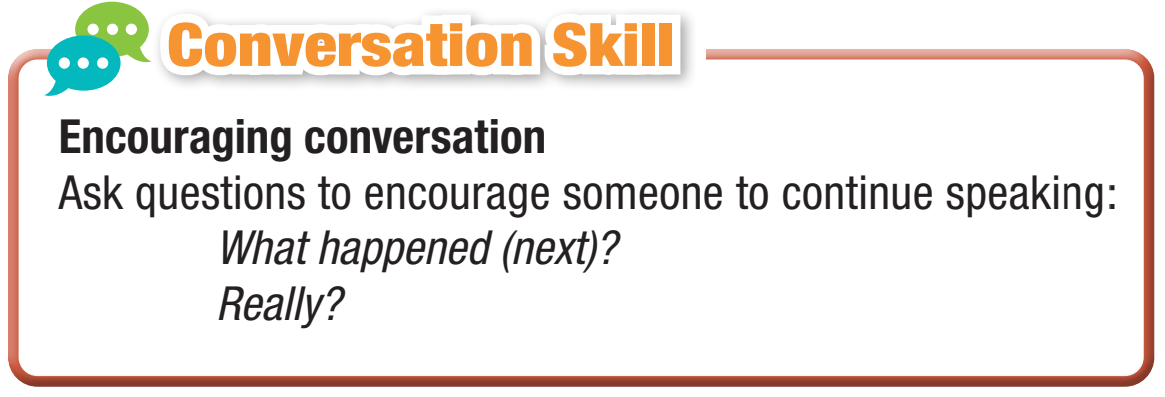 Conversation Skill
Encouraging conversation
Ask questions to encourage someone to continue speaking:
What happened (next)?
Really?